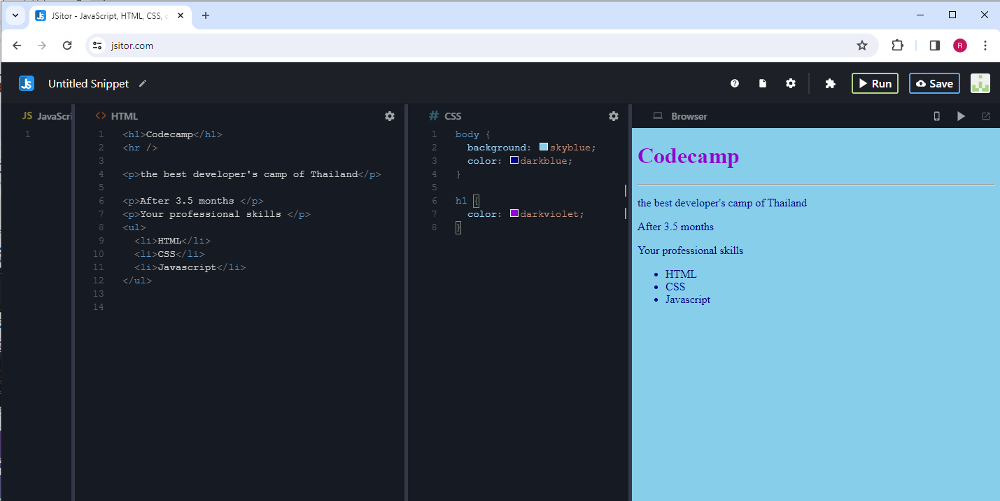 JSitor - JavaScript, HTML, CSS,
jsitor.com
R
Untitled Snippet
Run
Save
JS JavaScri
1
<> HTML
1 <h1>Codecamp</h1>
2 <hr />
3
4 <p>the best developer's camp of Thailand</p>
5
6 <p>After 3.5 months </p>
7 <p>Your professional skills </p>
8 <ul>
9 <li>HTML</li>
10 <li>CSS</li>
11 <li>Javascript</li>
12 </ul>
13
14
# CSS
1 body {
2 background: skyblue;
3 color: darkblue;
4 }
5
6 h1 {
7 color: darkviolet;
8 }
Browser
Codecamp
the best developer's camp of Thailand
After 3.5 months
Your professional skills
• HTML
• CSS
• Javascript